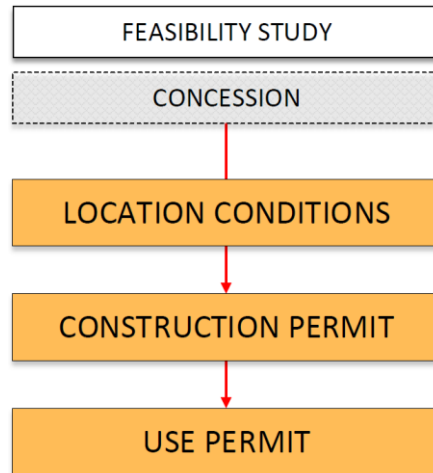 FEASIBILITY STUDY
CONCESSION
LOCATION CONDITIONS
CONSTRUCTION PERMIT
USE PERMIT